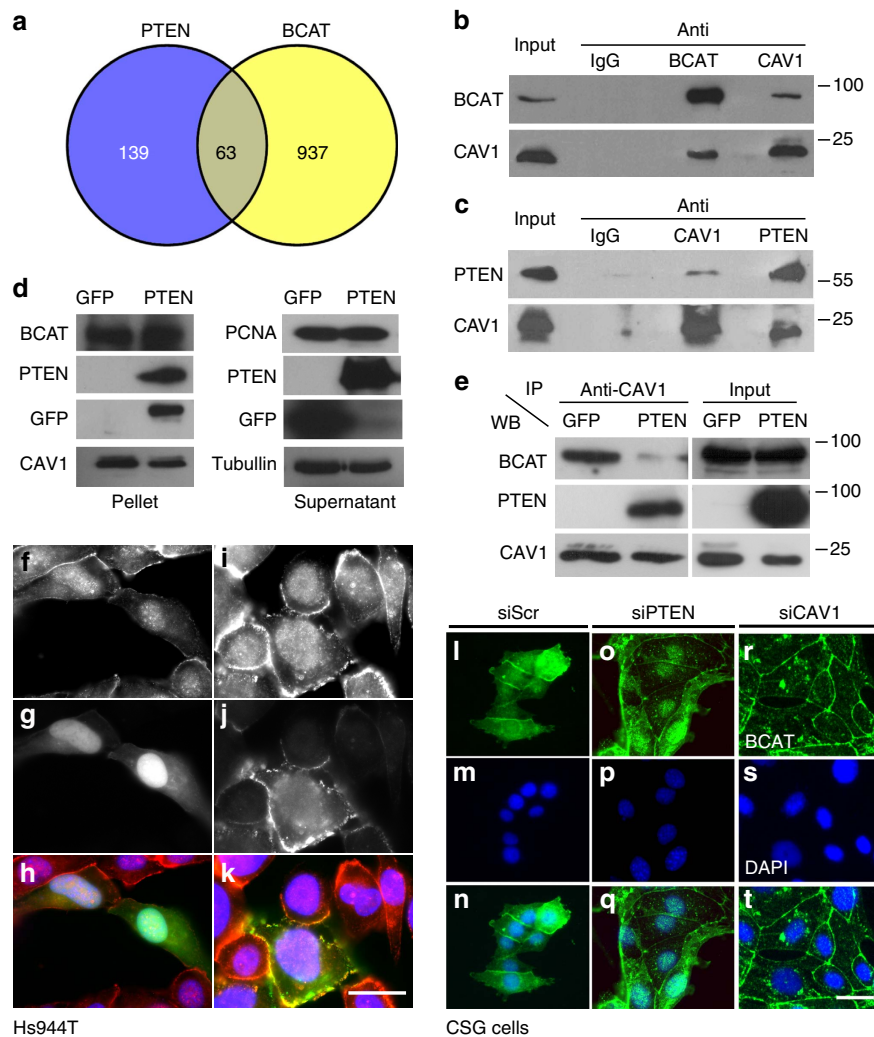 a
PTEN BCAT
139 63 937
b
Input Anti
IgG BCAT CAV1
BCAT –100
CAV1 –25
c
Input Anti
IgG CAV1 PTEN
PTEN –55
CAV1 –25
d
GFP PTEN GFP PTEN
BCAT PCNA
PTEN PTEN
GFP GFP
CAV1 Tubullin
Pellet Supernatant
e
IP Anti-CAV1 Input
WB GFP PTEN GFP PTEN
BCAT –100
PTEN –100
CAV1 –25
f i
g j
h k
Hs944T
siScr siPTEN siCAV1
l o r
BCAT
m p s
DAPI
n q t
CSG cells